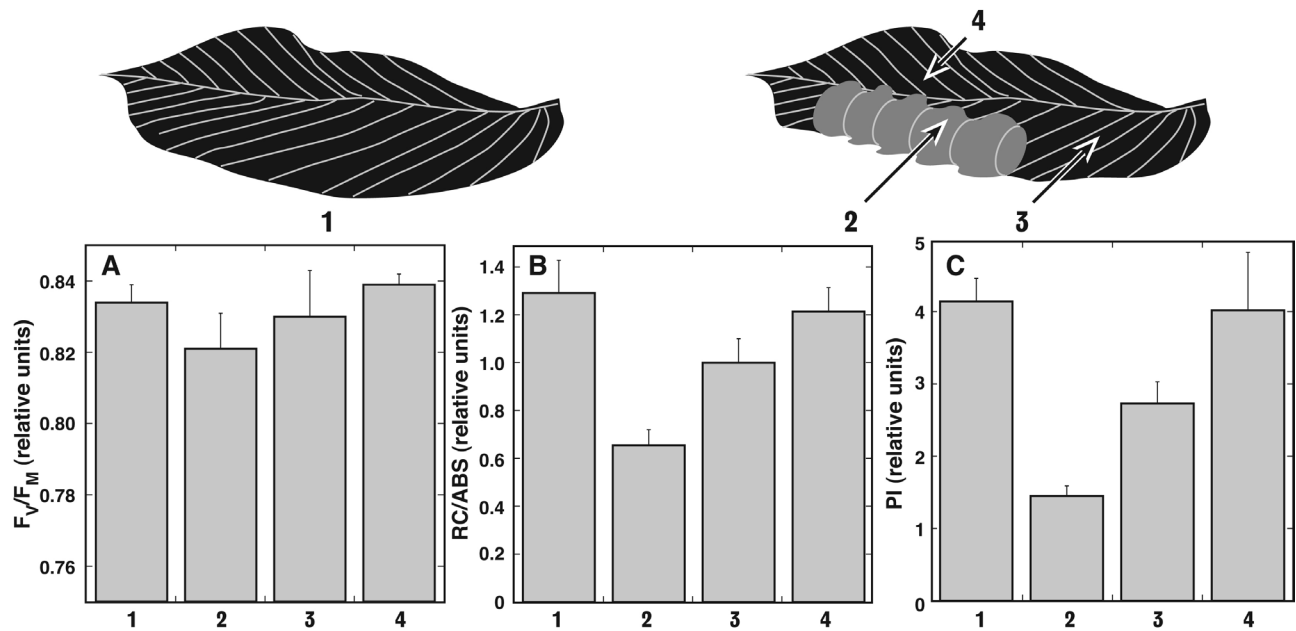 4
1
2
3
A
F_V/F_M (relative units)
0.84
0.82
0.80
0.78
0.76
1 2 3 4
B
RC/ABS (relative units)
1.4
1.2
1.0
0.8
0.6
0.4
0.2
0
1 2 3 4
C
PI (relative units)
5
4
3
2
1
0
1 2 3 4